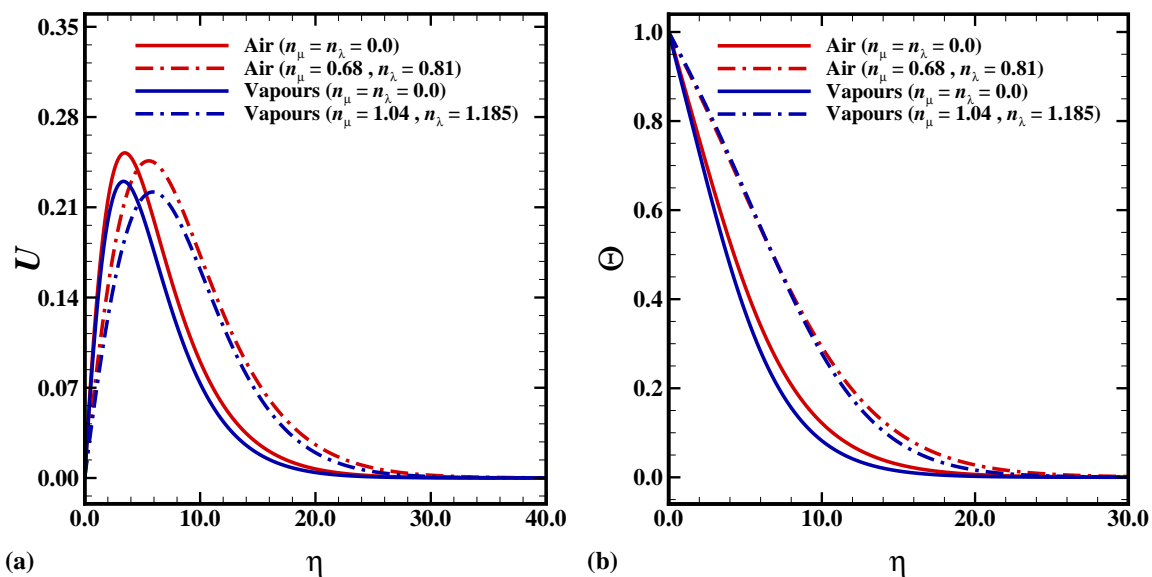 0.35
0.28
0.21
0.14
0.07
0.00
U
Air (nμ = nλ = 0.0)
Air (nμ = 0.68 , nλ = 0.81)
Vapours (nμ = nλ = 0.0)
Vapours (nμ = 1.04 , nλ = 1.185)
0.0 10.0 20.0 30.0 40.0
(a) η
1.0
0.8
0.6
0.4
0.2
0.0
Θ
Air (nμ = nλ = 0.0)
Air (nμ = 0.68 , nλ = 0.81)
Vapours (nμ = nλ = 0.0)
Vapours (nμ = 1.04 , nλ = 1.185)
0.0 10.0 20.0 30.0
(b) η